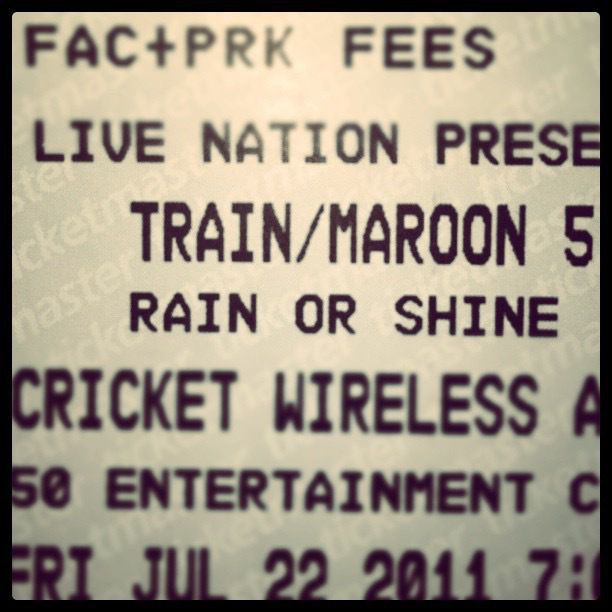 FAC+PRK FEES
LIVE NATION PRESE
TRAIN/MAROON 5
RAIN OR SHINE
CRICKET WIRELESS A
50 ENTERTAINMENT C
FRI JUL 22 2011 7:0